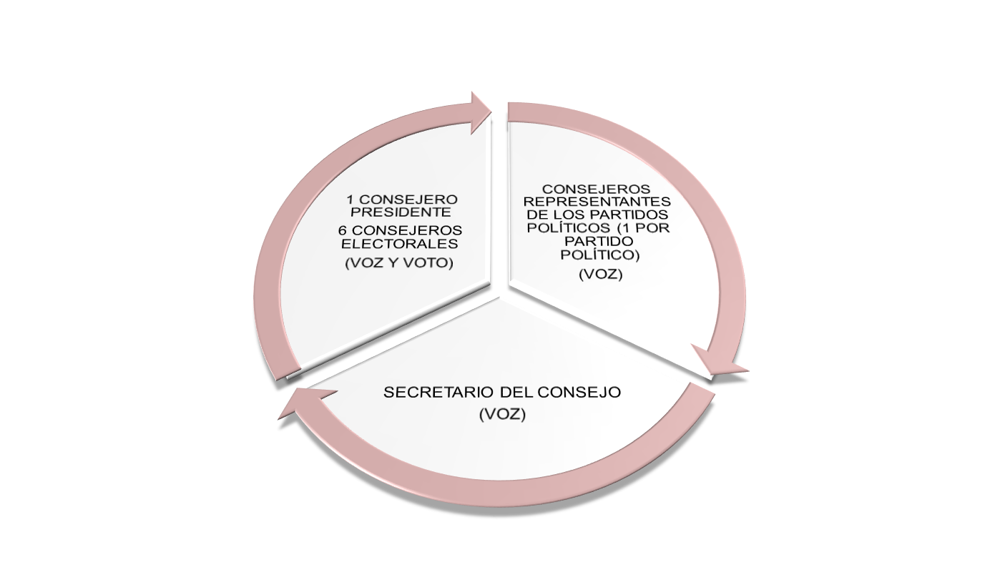 1 CONSEJERO
PRESIDENTE
6 CONSEJEROS
ELECTORALES
(VOZ Y VOTO)
CONSEJEROS
REPRESENTANTES
DE LOS PARTIDOS
POLÍTICOS (1 POR
PARTIDO
POLÍTICO)
(VOZ)
SECRETARIO DEL CONSEJO
(VOZ)